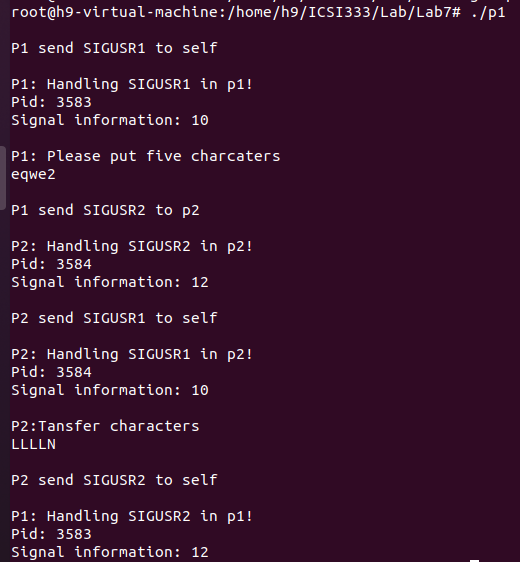 root@h9-virtual-machine:/home/h9/ICSI333/Lab/Lab7# ./p1
P1 send SIGUSR1 to self
P1: Handling SIGUSR1 in p1!
Pid: 3583
Signal information: 10
P1: Please put five charcaters
eqwe2
P1 send SIGUSR2 to p2
P2: Handling SIGUSR2 in p2!
Pid: 3584
Signal information: 12
P2 send SIGUSR1 to self
P2: Handling SIGUSR1 in p2!
Pid: 3584
Signal information: 10
P2:Tansfer characters
LLLLN
P2 send SIGUSR2 to self
P1: Handling SIGUSR2 in p1!
Pid: 3583
Signal information: 12